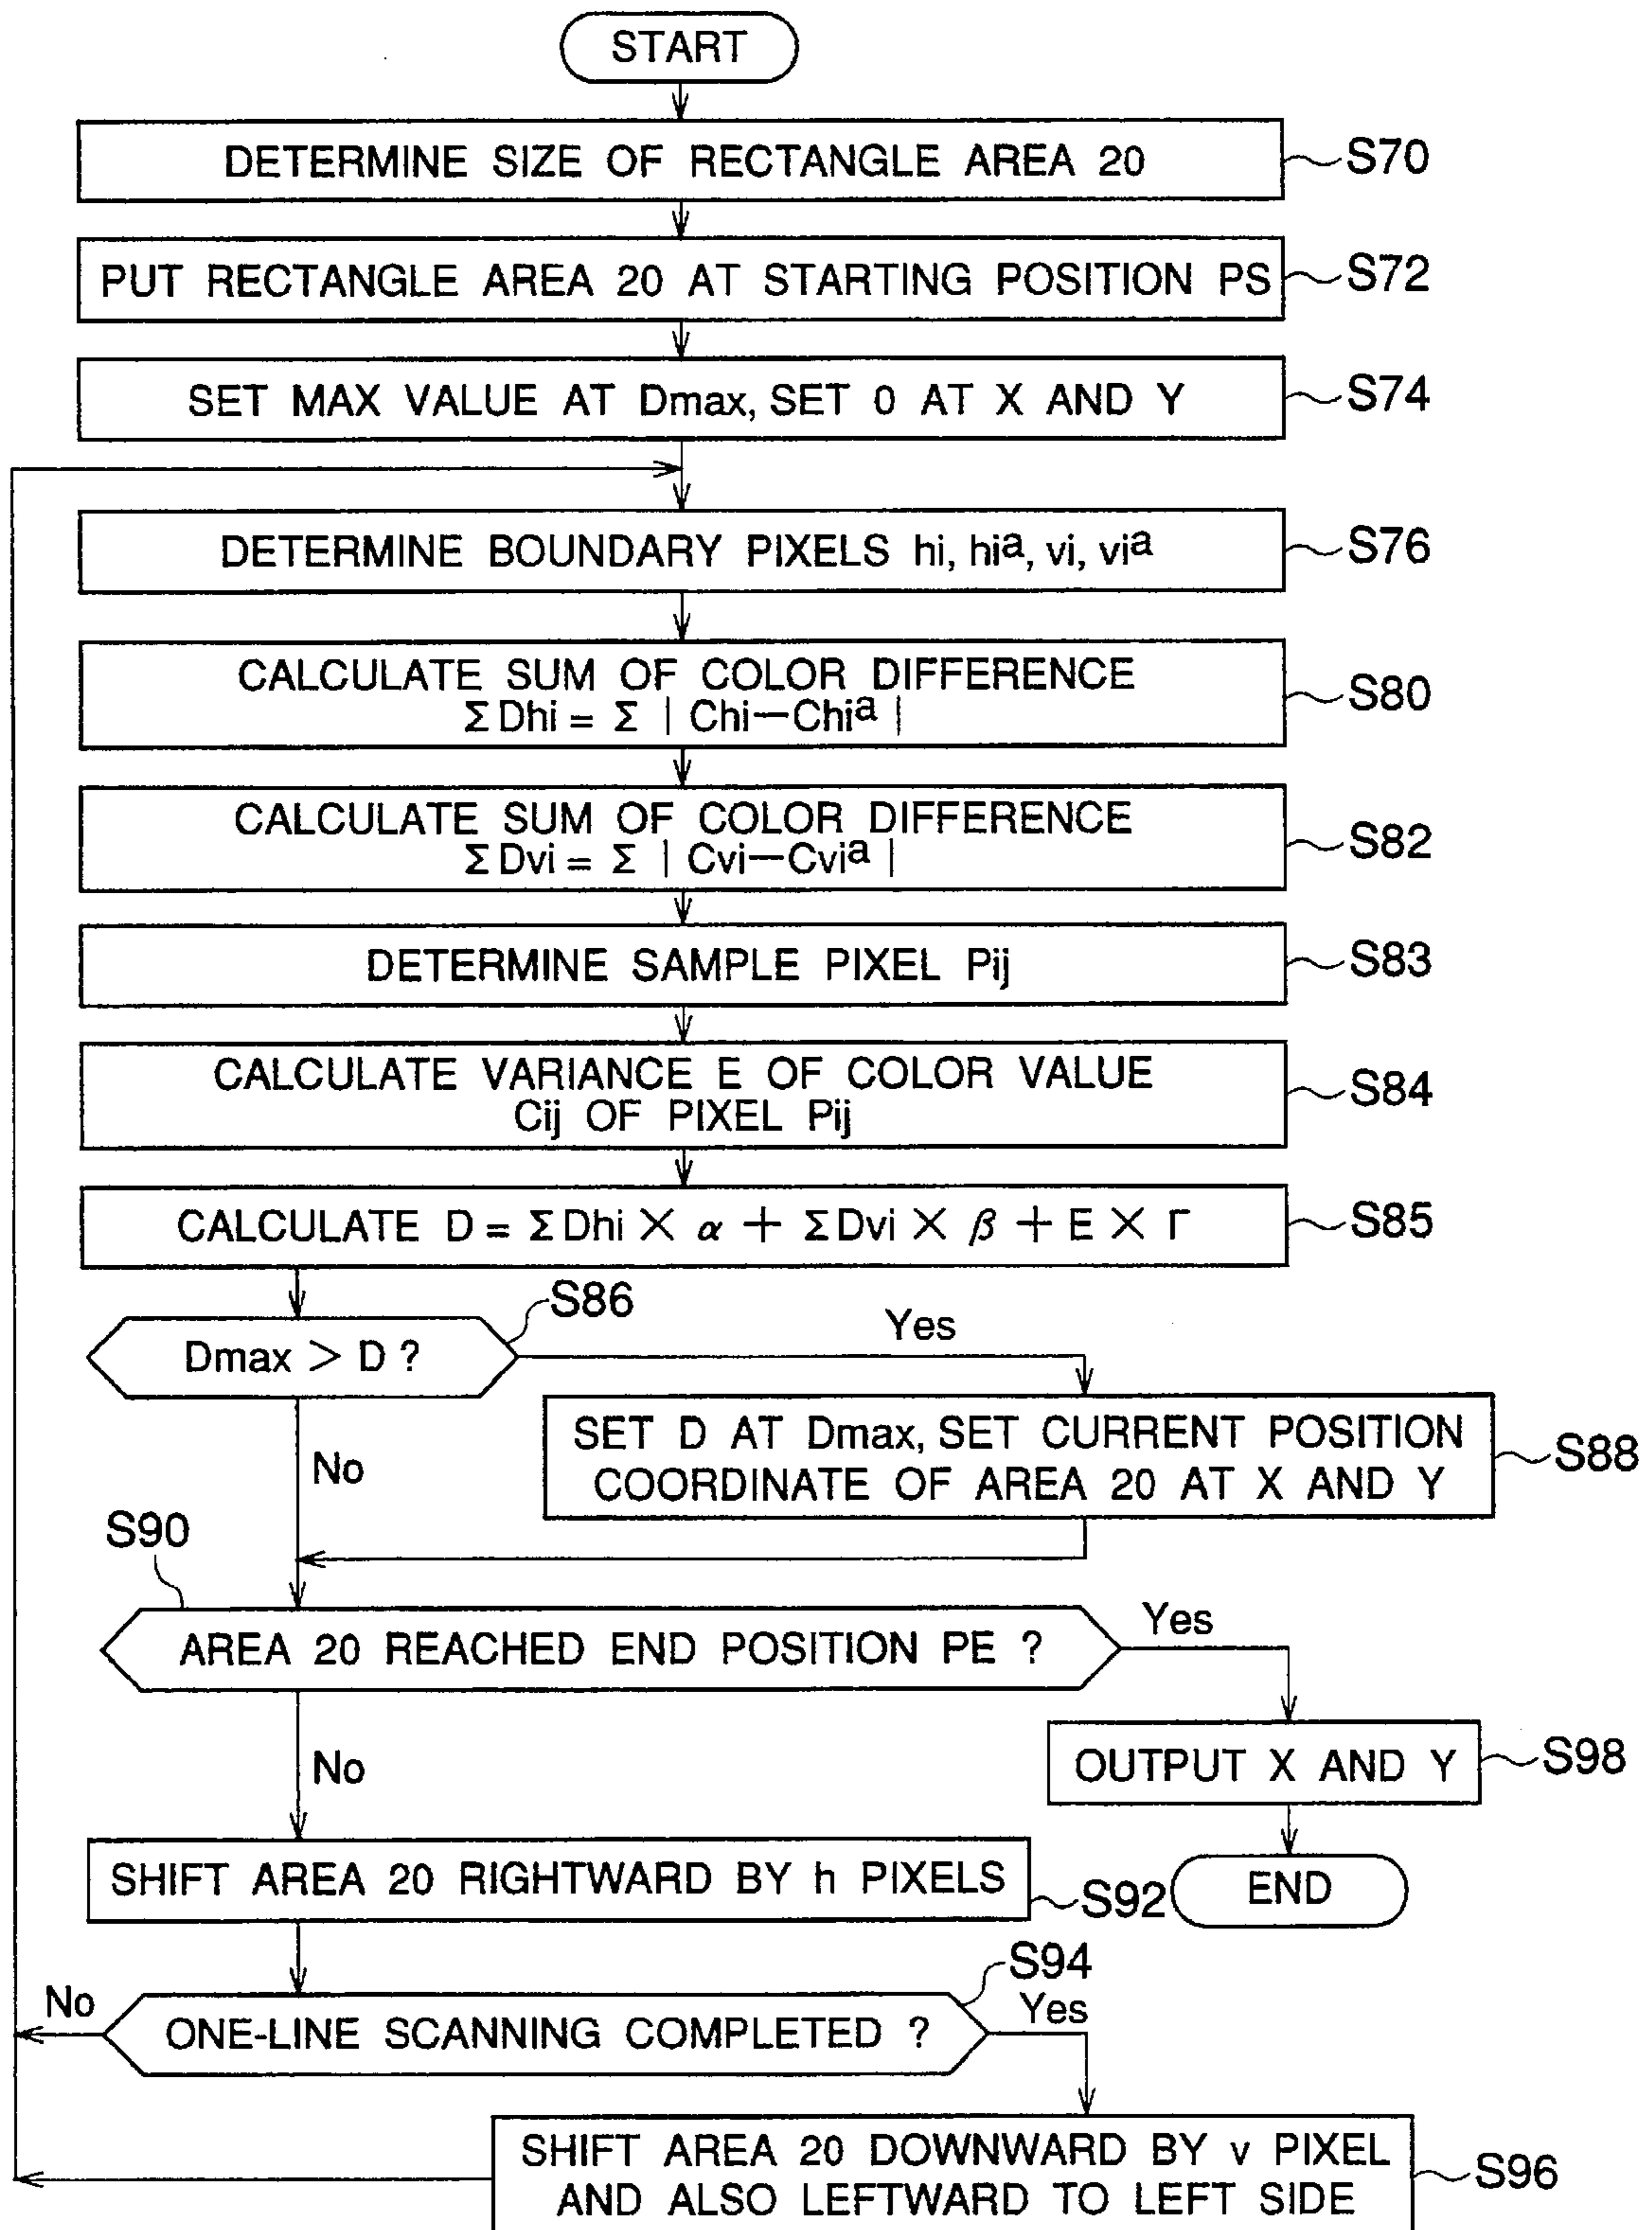 START
DETERMINE SIZE OF RECTANGLE AREA 20
S70
PUT RECTANGLE AREA 20 AT STARTING POSITION PS
S72
SET MAX VALUE AT Dmax, SET 0 AT X AND Y
S74
DETERMINE BOUNDARY PIXELS hi, hiª, vi, viª
S76
CALCULATE SUM OF COLOR DIFFERENCE
Σ Dhi = Σ | Chi—Chiª |
S80
CALCULATE SUM OF COLOR DIFFERENCE
Σ Dvi = Σ | Cvi—Cviª |
S82
DETERMINE SAMPLE PIXEL Pij
S83
CALCULATE VARIANCE E OF COLOR VALUE
Cij OF PIXEL Pij
S84
CALCULATE D = Σ Dhi × α + Σ Dvi × β + E × Γ
S85
S86
Dmax > D ?
Yes
No
SET D AT Dmax, SET CURRENT POSITION
COORDINATE OF AREA 20 AT X AND Y
S88
S90
AREA 20 REACHED END POSITION PE ?
Yes
No
OUTPUT X AND Y
S98
SHIFT AREA 20 RIGHTWARD BY h PIXELS
S92
END
S94
No
ONE-LINE SCANNING COMPLETED ?
Yes
SHIFT AREA 20 DOWNWARD BY v PIXEL
AND ALSO LEFTWARD TO LEFT SIDE
S96